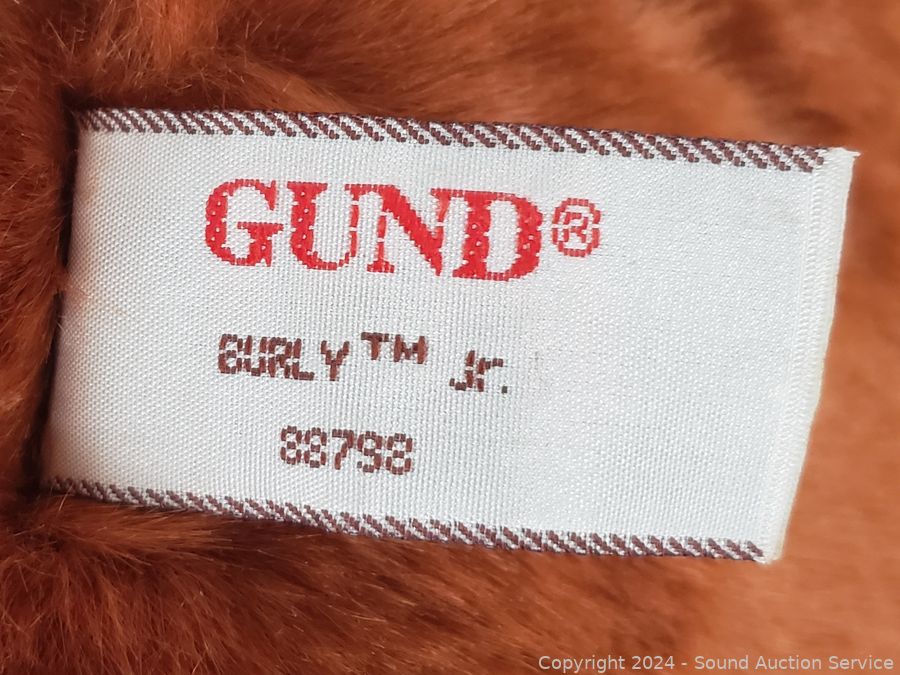 GUND®
BURLY™ Jr.
88798
Copyright 2024 - Sound Auction Service